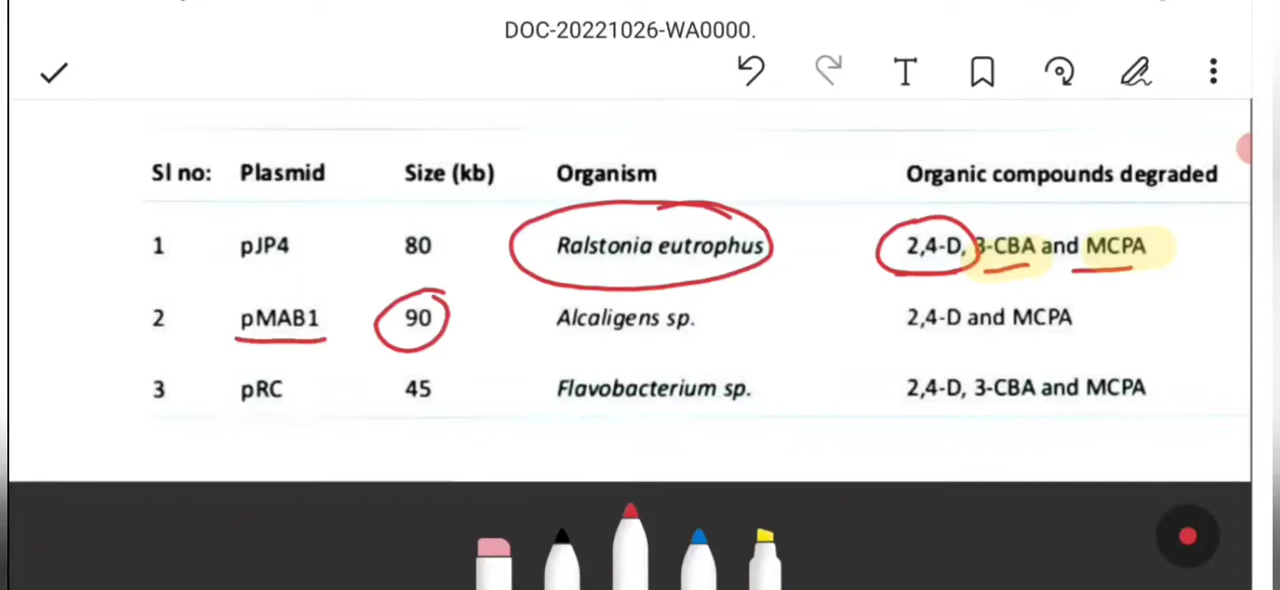 DOC-20221026-WA0000.
T
Sl no: Plasmid Size (kb) Organism Organic compounds degraded
1 pJP4 80 Ralstonia eutrophus 2,4-D, 3-CBA and MCPA
2 pMAB1 90 Alcaligens sp. 2,4-D and MCPA
3 pRC 45 Flavobacterium sp. 2,4-D, 3-CBA and MCPA